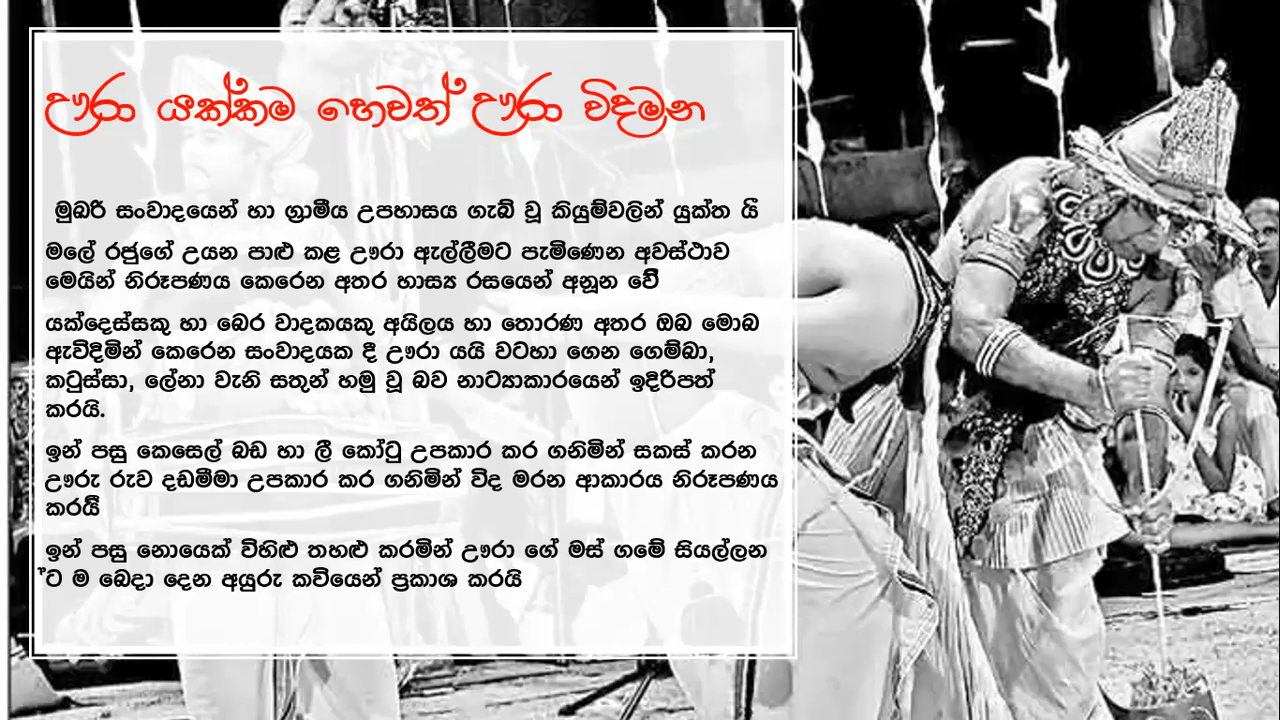 ඌරා යක්කම හෙවත් ඌරා විදමන
මුඛරි සංවාදයෙන් හා ග්‍රාමීය උපහාසය ගැබ් වූ කියුම්වලින් යුක්ත යි
මලේ රජුගේ උයන පාළු කළ ඌරා ඇල්ලීමට පැමිණෙන අවස්ථාව
මෙයින් නිරූපණය කෙරෙන අතර හාස්‍ය රසයෙන් අනූන වේ
යක්දෙස්සකු හා බෙර වාදකයකු අයිලය හා තොරණ අතර ඔබ මොබ
ඇවිදිමින් කෙරෙන සංවාදයක දී ඌරා යයි වටහා ගෙන ගෙම්බා,
කටුස්සා, ලේනා වැනි සතුන් හමු වූ බව නාට්‍යාකාරයෙන් ඉදිරිපත්
කරයි.
ඉන් පසු කෙසෙල් බඩ හා ලී කෝටු උපකාර කර ගනිමින් සකස් කරන
ඌරු රුව දඩමීමා උපකාර කර ගනිමින් විද මරන ආකාරය නිරූපණය
කරයි
ඉන් පසු නොයෙක් විහිළු තහළු කරමින් ඌරා ගේ මස් ගමේ සියල්ලන
්ට ම බෙදා දෙන අයුරු කවියෙන් ප්‍රකාශ කරයි